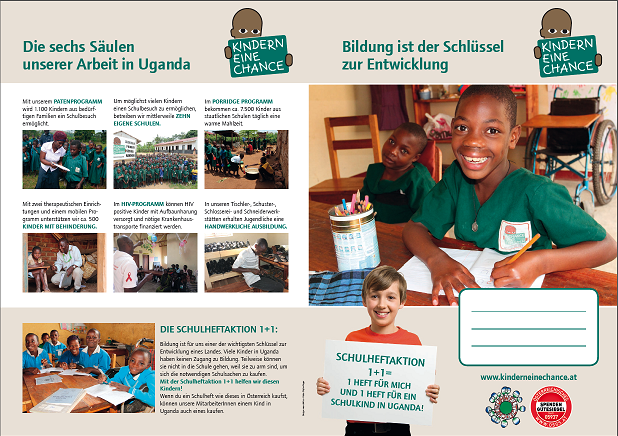 Die sechs Säulen
unserer Arbeit in Uganda
KINDERN
EINE
CHANCE
Mit unserem PATENPROGRAMM
wird 1.100 Kindern aus bedürf-
tigen Familien ein Schulbesuch
ermöglicht.
Um möglichst vielen Kindern
einen Schulbesuch zu ermöglichen,
betreiben wir mittlerweile ZEHN
EIGENE SCHULEN.
Im PORRIDGE PROGRAMM
bekommen ca. 7.500 Kinder aus
staatlichen Schulen täglich eine
warme Mahlzeit.
Mit zwei therapeutischen Einrich-
tungen und einem mobilen Pro-
gramm unterstützen wir ca. 500
KINDER MIT BEHINDERUNG.
Im HIV-PROGRAMM können HIV
positive Kinder mit Aufbaunahrung
versorgt und nötige Krankenhaus-
transporte finanziert werden.
In unseren Tischler-, Schuster-,
Schlosserei- und Schneiderwerk-
stätten erhalten Jugendliche eine
HANDWERKLICHE AUSBILDUNG.
DIE SCHULHEFTAKTION 1+1:
Bildung ist für uns einer der wichtigsten Schlüssel zur
Entwicklung eines Landes. Viele Kinder in Uganda
haben keinen Zugang zu Bildung. Teilweise können
sie nicht in die Schule gehen, weil sie zu arm sind, um
sich die notwendigen Schulsachen zu kaufen.
Mit der Schulheftaktion 1+1 helfen wir diesen
Kindern!
Wenn du ein Schulheft wie dieses in Österreich kaufst,
können unsere MitarbeiterInnen einem Kind in
Uganda auch eines kaufen.
Bildung ist der Schlüssel
zur Entwicklung
KINDERN
EINE
CHANCE
SCHULHEFTAKTION
1+1=
1 HEFT FÜR MICH
UND 1 HEFT FÜR EIN
SCHULKIND IN UGANDA!
www.kinderneinechance.at
SPENDEN
GÜTESIEGEL